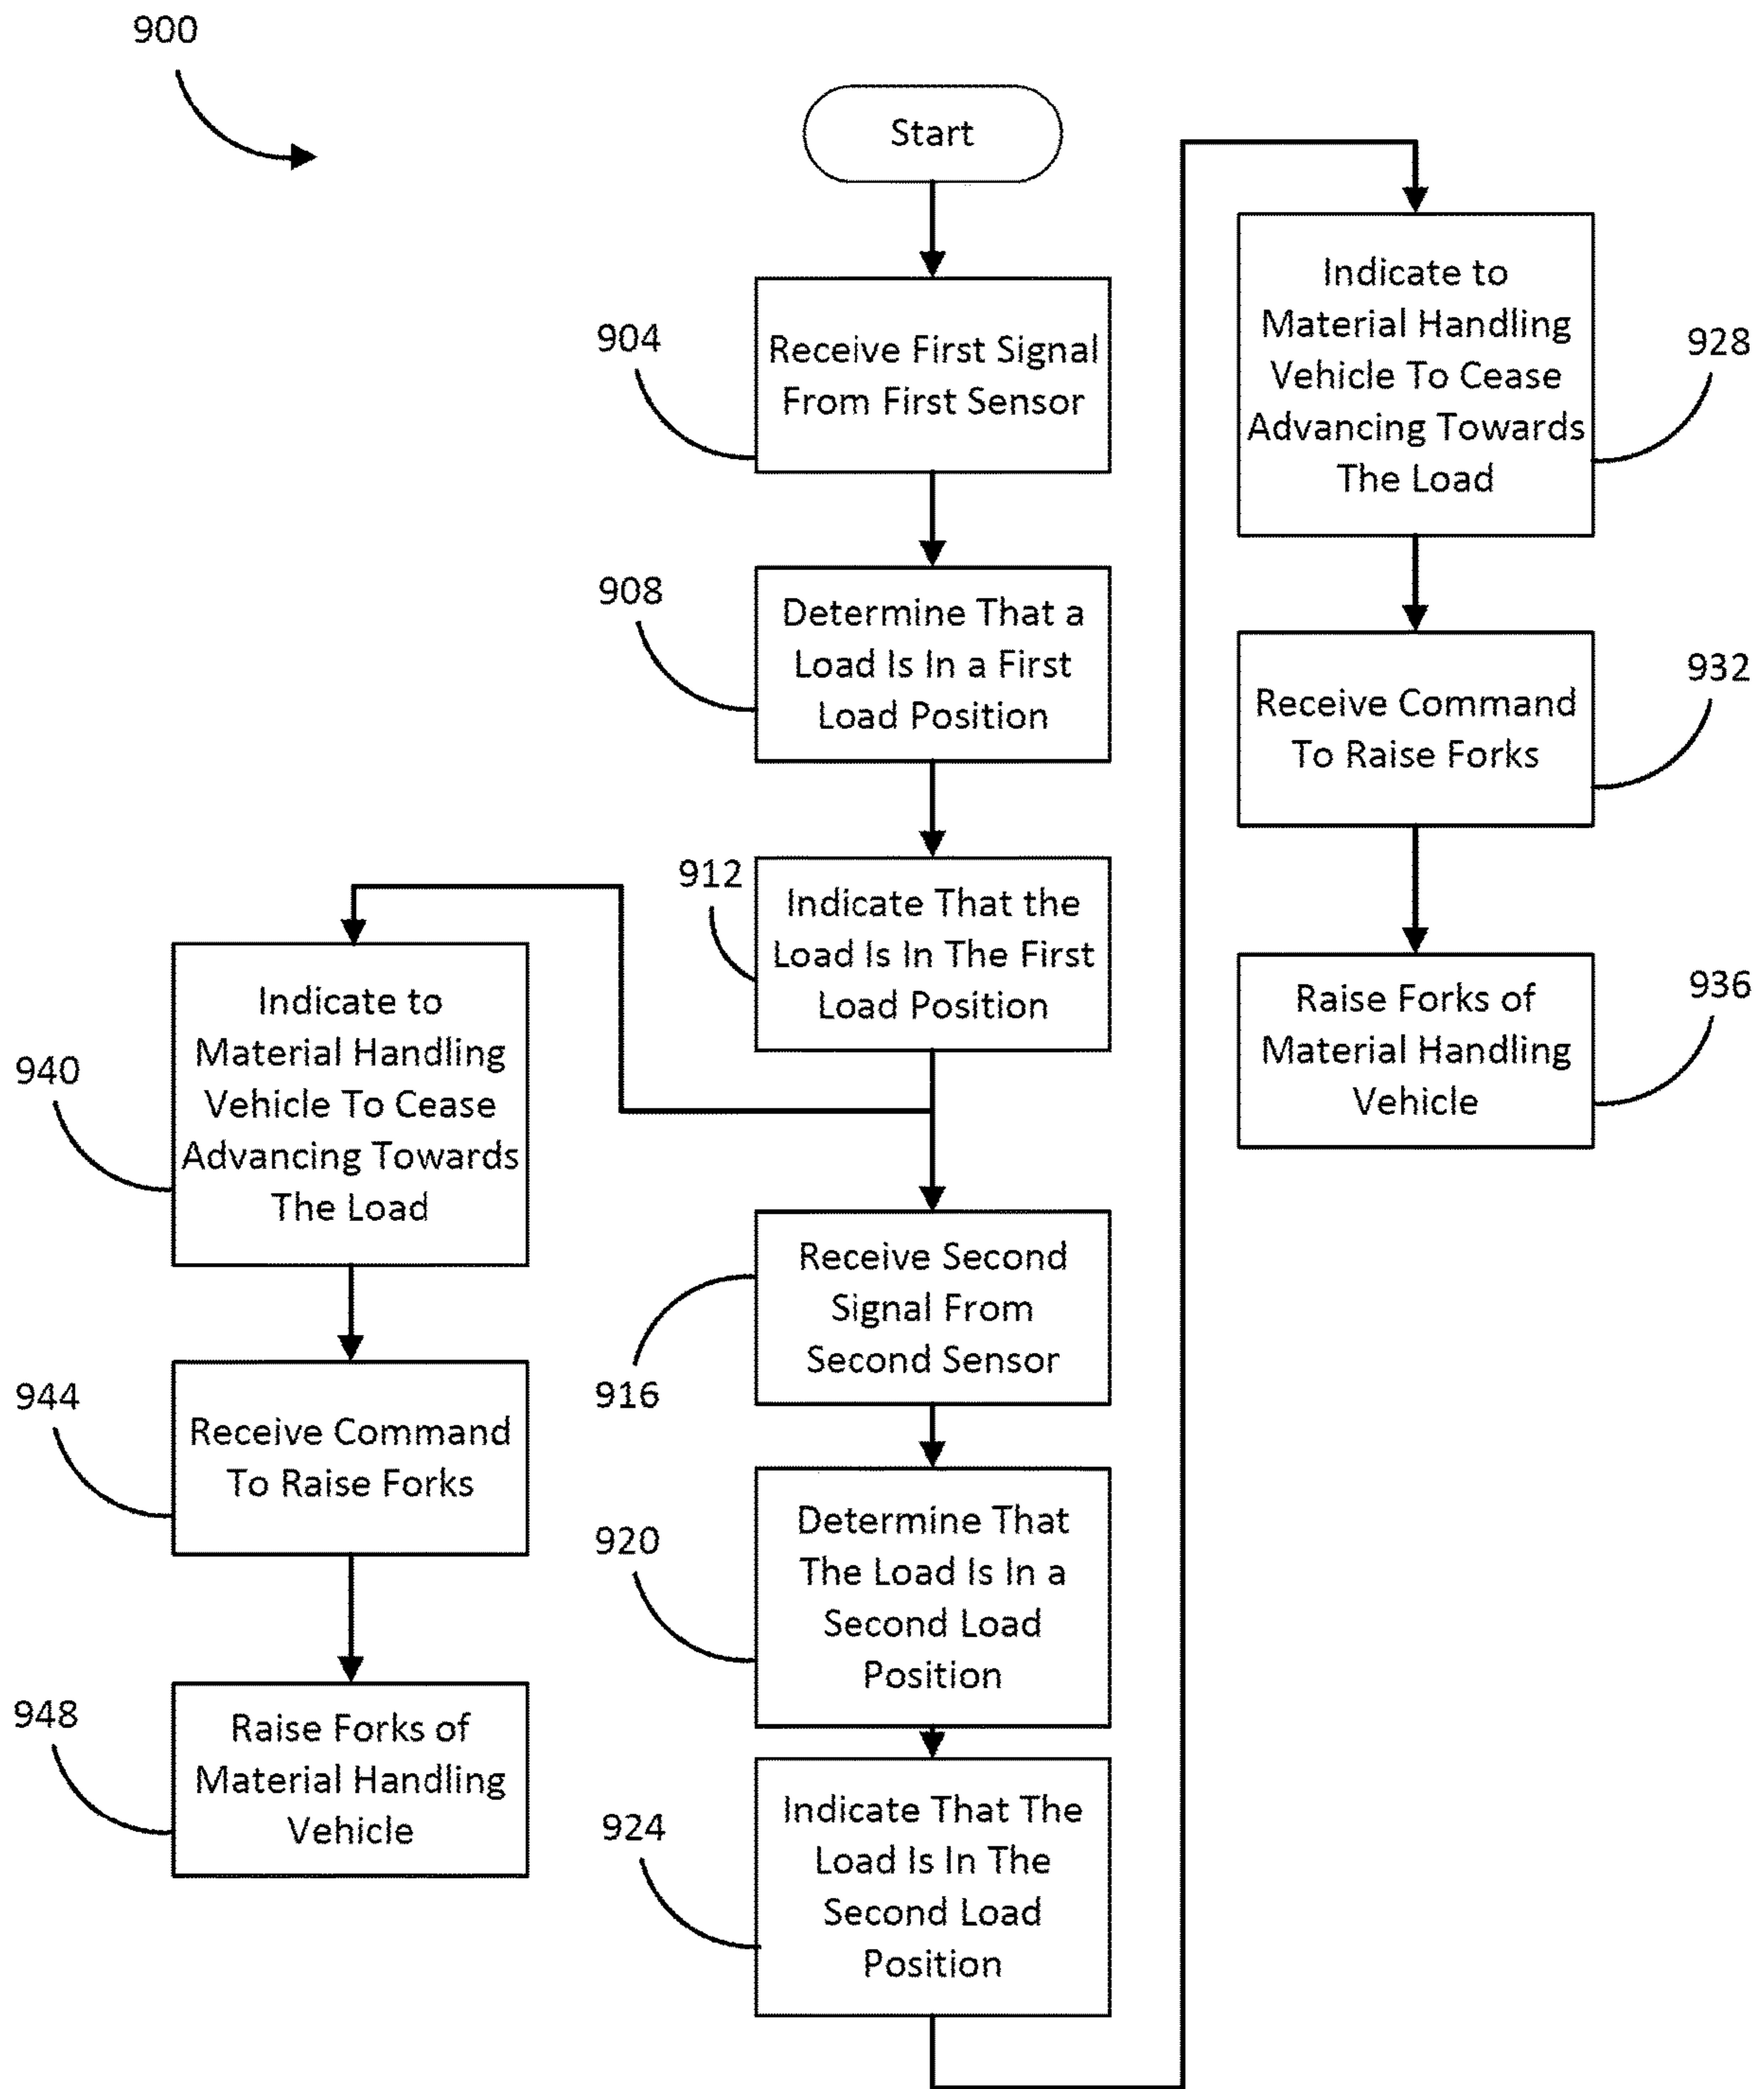 900
Start
904
Receive First Signal
From First Sensor
908
Determine That a
Load Is In a First
Load Position
912
Indicate That the
Load Is In The First
Load Position
916
Receive Second
Signal From
Second Sensor
920
Determine That
The Load Is In a
Second Load
Position
924
Indicate That The
Load Is In The
Second Load
Position
928
Indicate to
Material Handling
Vehicle To Cease
Advancing Towards
The Load
932
Receive Command
To Raise Forks
936
Raise Forks of
Material Handling
Vehicle
940
Indicate to
Material Handling
Vehicle To Cease
Advancing Towards
The Load
944
Receive Command
To Raise Forks
948
Raise Forks of
Material Handling
Vehicle